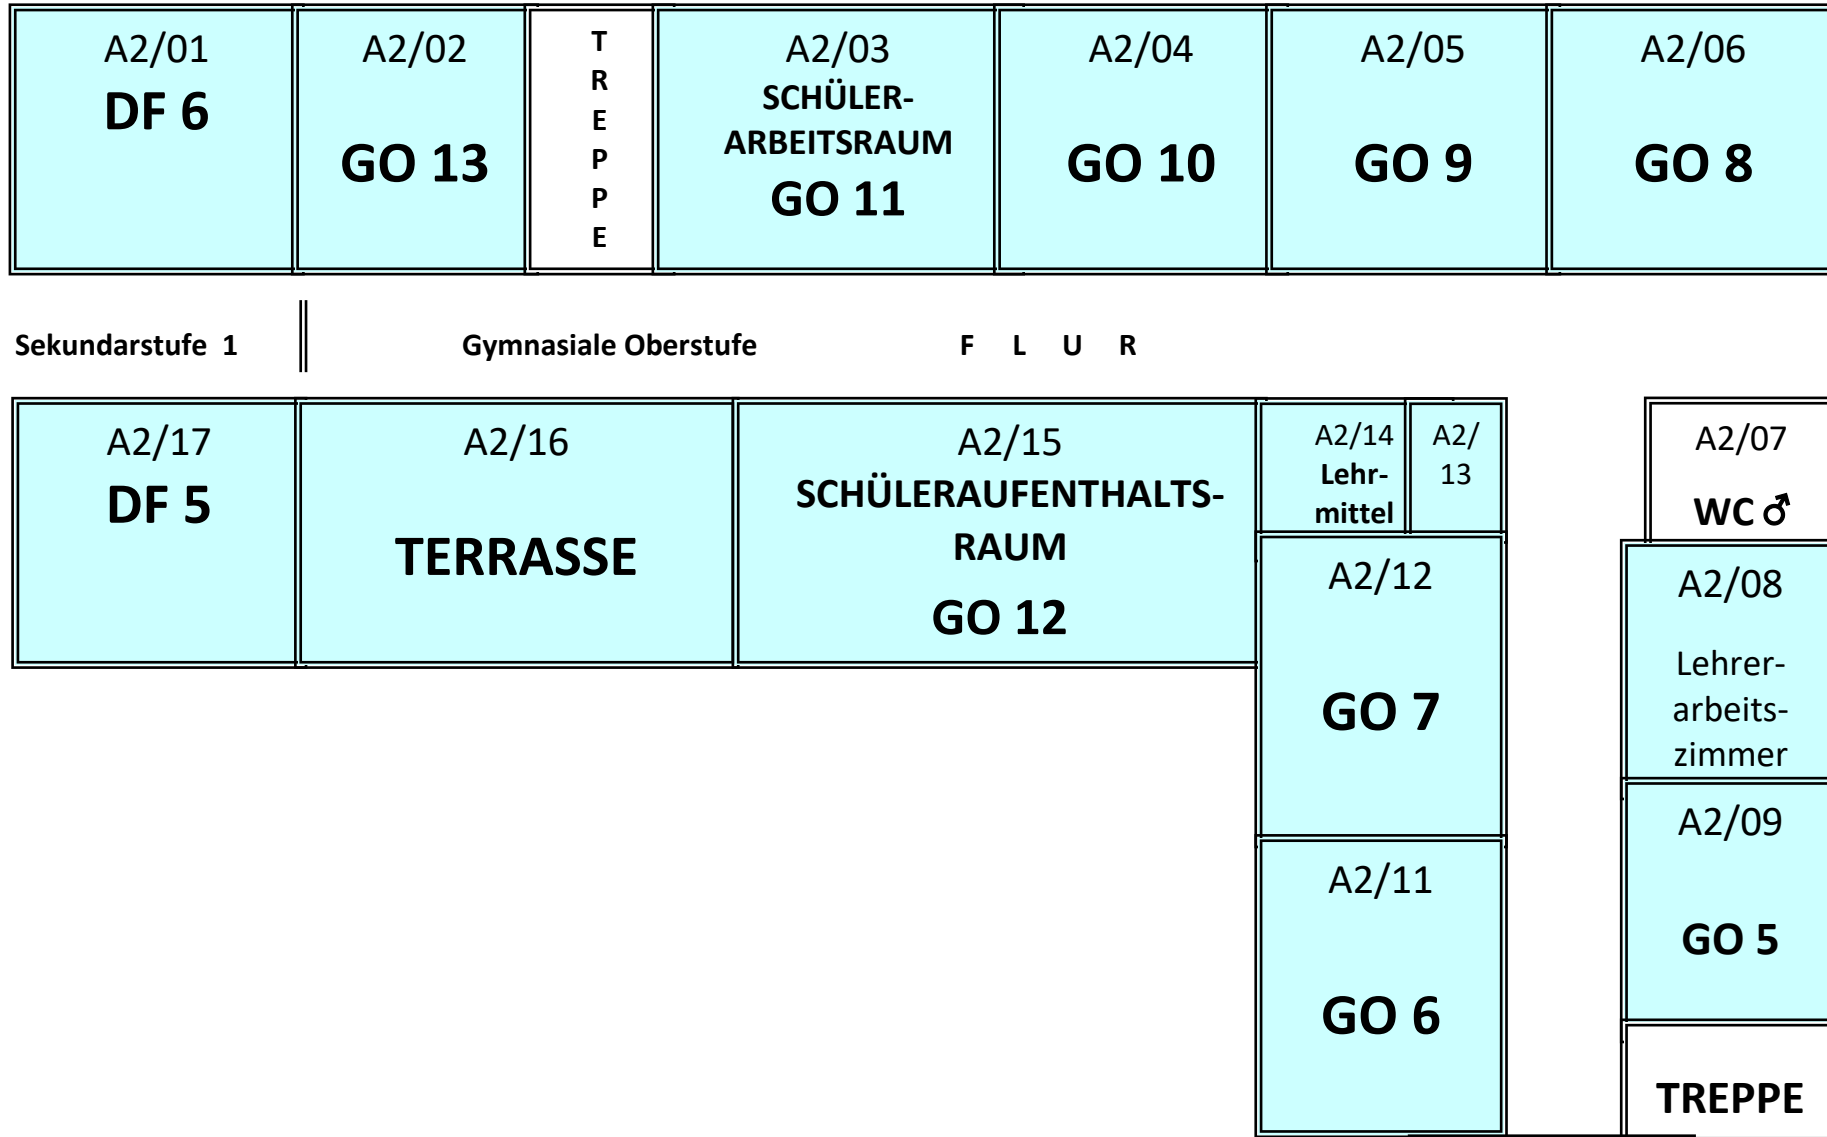 A2/01
DF 6
A2/02
GO 13
T
R
E
P
P
E
A2/03
SCHÜLER-
ARBEITSRAUM
GO 11
A2/04
GO 10
A2/05
GO 9
A2/06
GO 8
Sekundarstufe 1
Gymnasiale Oberstufe
F L U R
A2/17
DF 5
A2/16
TERRASSE
A2/15
SCHÜLERAUFENTHALTS-
RAUM
GO 12
A2/14
Lehr-
mittel
A2/
13
A2/07
WC ♂
A2/12
GO 7
A2/08
Lehrer-
arbeits-
zimmer
A2/11
GO 6
A2/09
GO 5
TREPPE